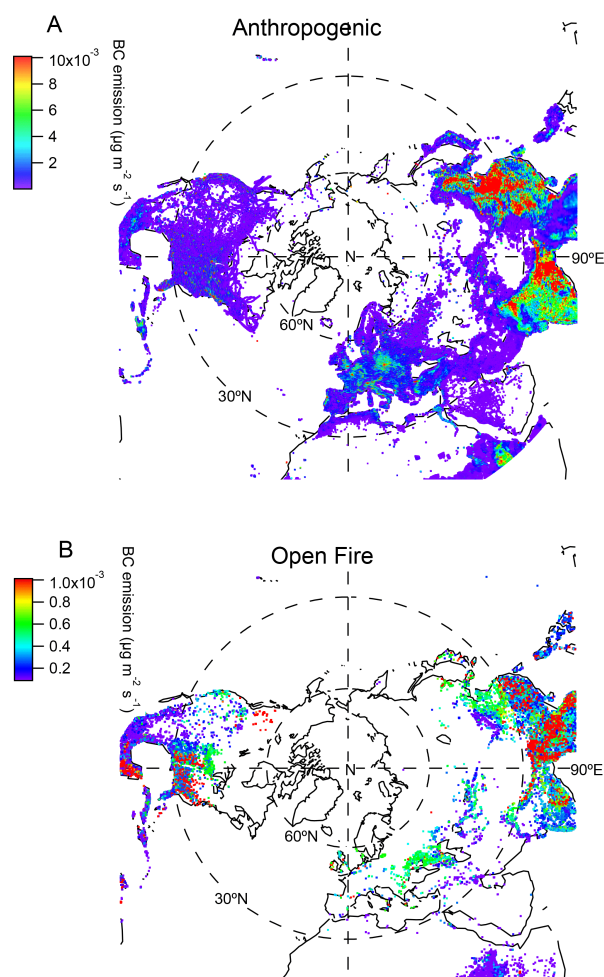 A
Anthropogenic
10x10⁻³
8
6
4
2
BC emission (µg m⁻² s⁻¹)
N
90ºE
60ºN
30ºN
B
Open Fire
1.0x10⁻³
0.8
0.6
0.4
0.2
BC emission (µg m⁻² s⁻¹)
N
90ºE
60ºN
30ºN